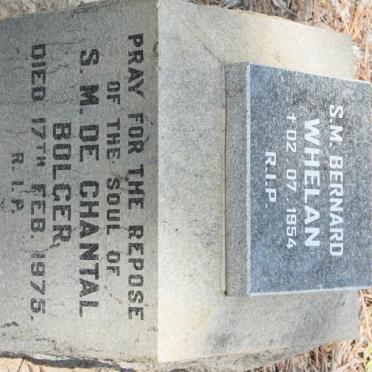 S. M. BERNARD
WHELAN
†02. 07. 1954
R.I.P
PRAY FOR THE REPOSE
OF THE SOUL OF
S. M. DE CHANTAL
BOLGER
DIED 17TH FEB. 1975.
R. I. P.